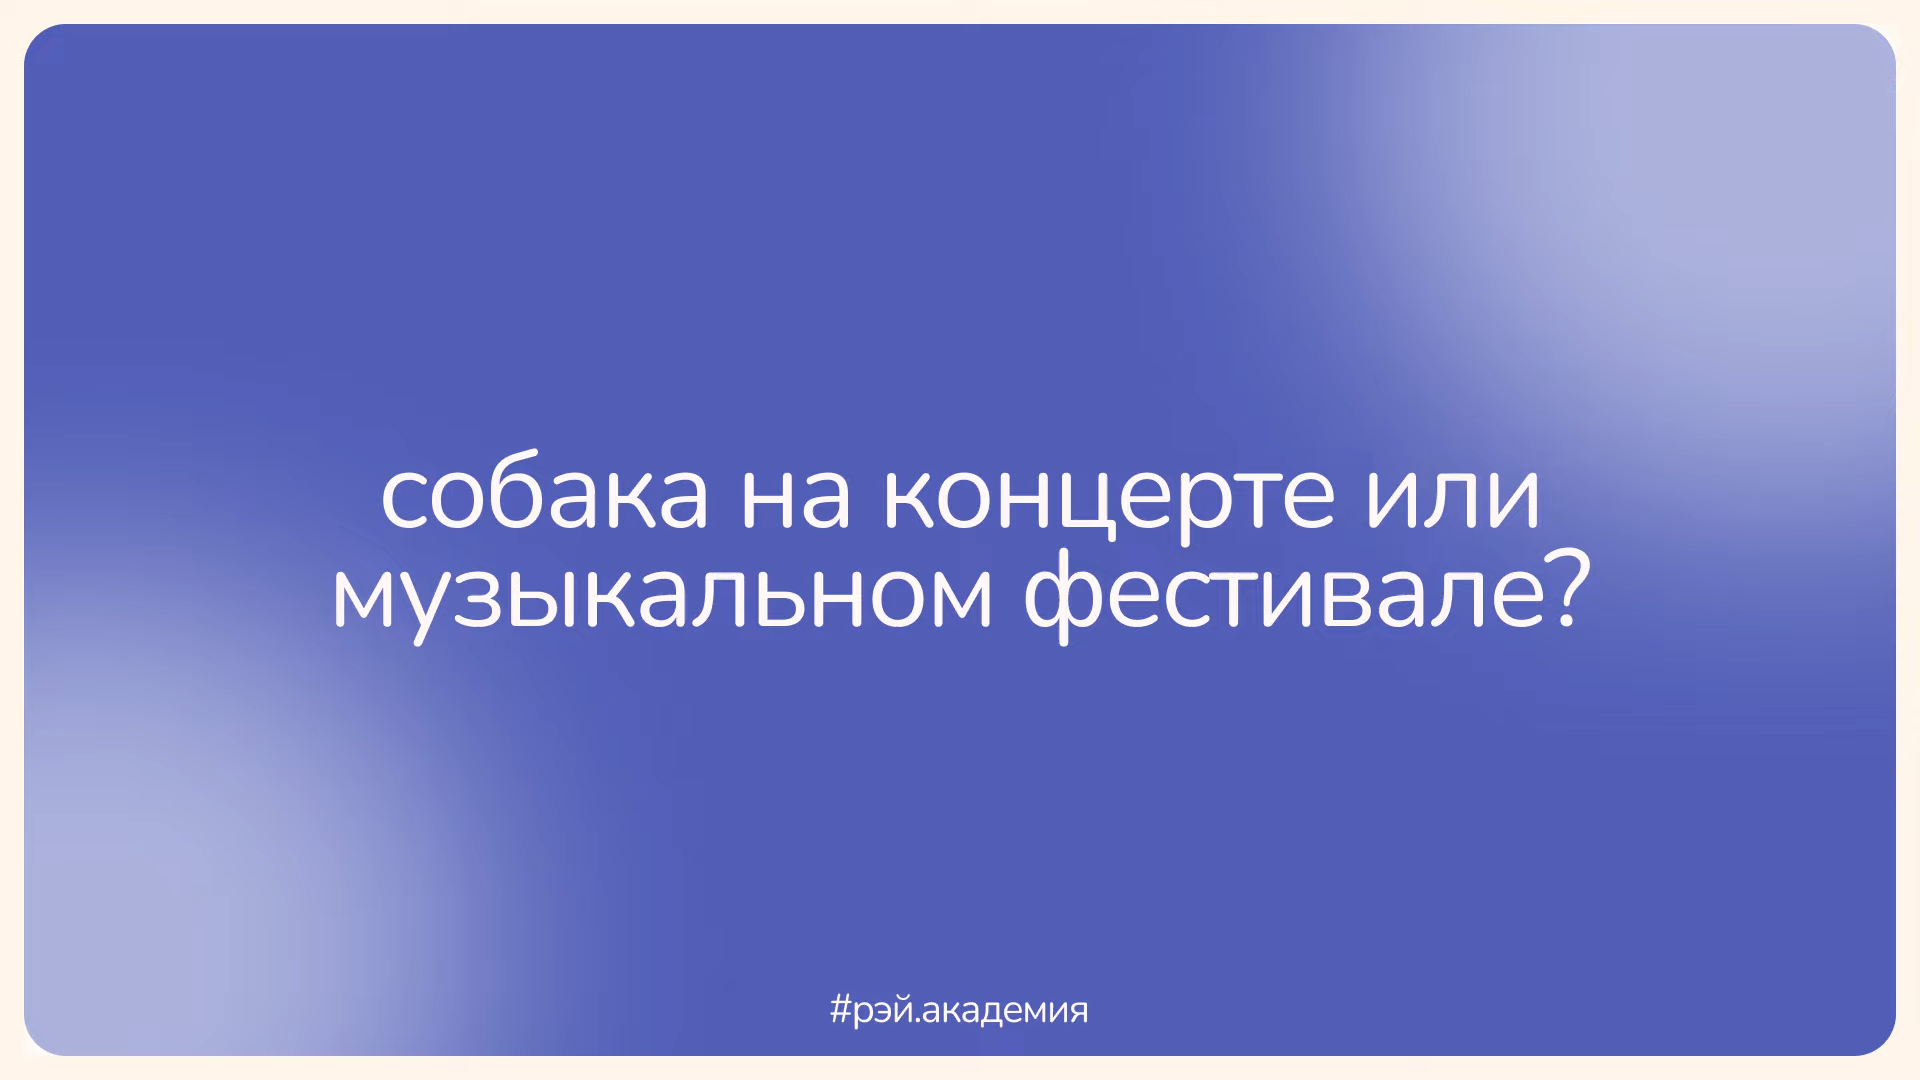 собака на концерте или
музыкальном фестивале?
#рэй.академия